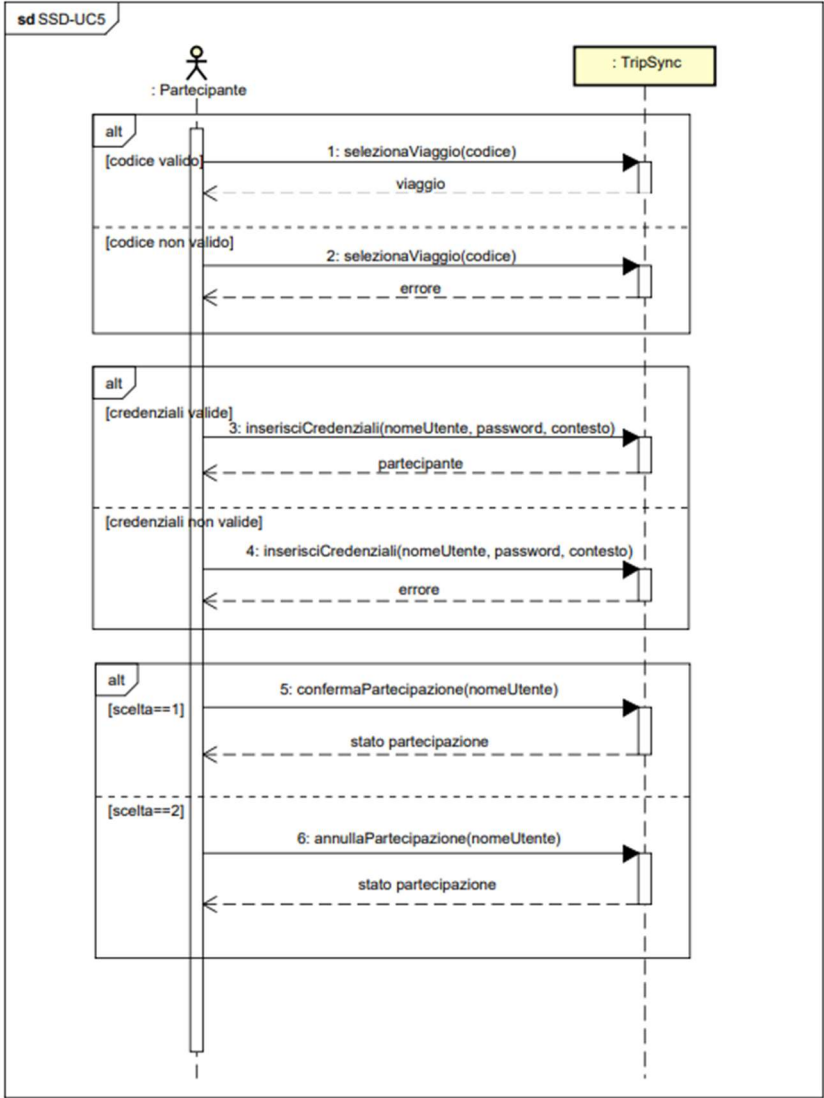 sd SSD-UC5
: Partecipante
: TripSync
alt
[codice valido]
1: selezionaViaggio(codice)
viaggio
[codice non valido]
2: selezionaViaggio(codice)
errore
alt
[credenziali valide]
3: inserisciCredenziali(nomeUtente, password, contesto)
partecipante
[credenziali non valide]
4: inserisciCredenziali(nomeUtente, password, contesto)
errore
alt
5: confermaPartecipazione(nomeUtente)
[scelta==1]
stato partecipazione
[scelta==2]
6: annullaPartecipazione(nomeUtente)
stato partecipazione